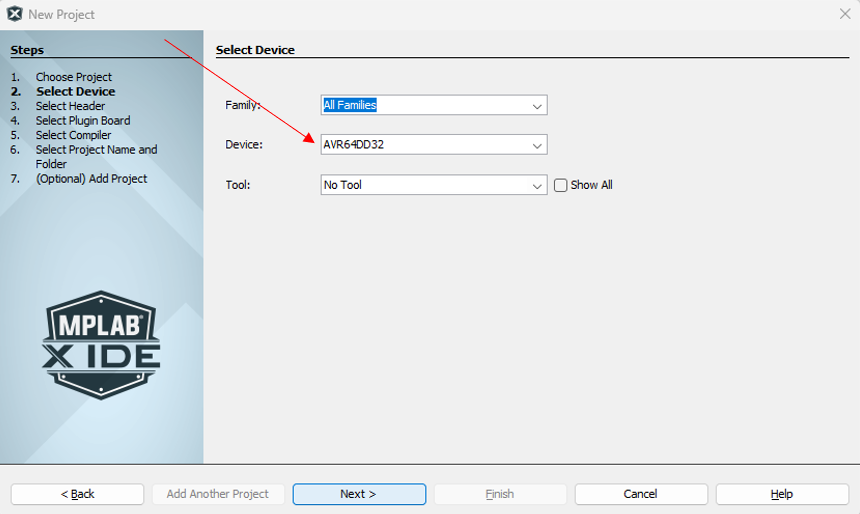 New Project
Steps
1. Choose Project
2. Select Device
3. Select Header
4. Select Plugin Board
5. Select Compiler
6. Select Project Name and
Folder
7. (Optional) Add Project
MPLAB®
X IDE
Select Device
Family: All Families
Device: AVR64DD32
Tool: No Tool Show All
< Back Add Another Project Next > Finish Cancel Help